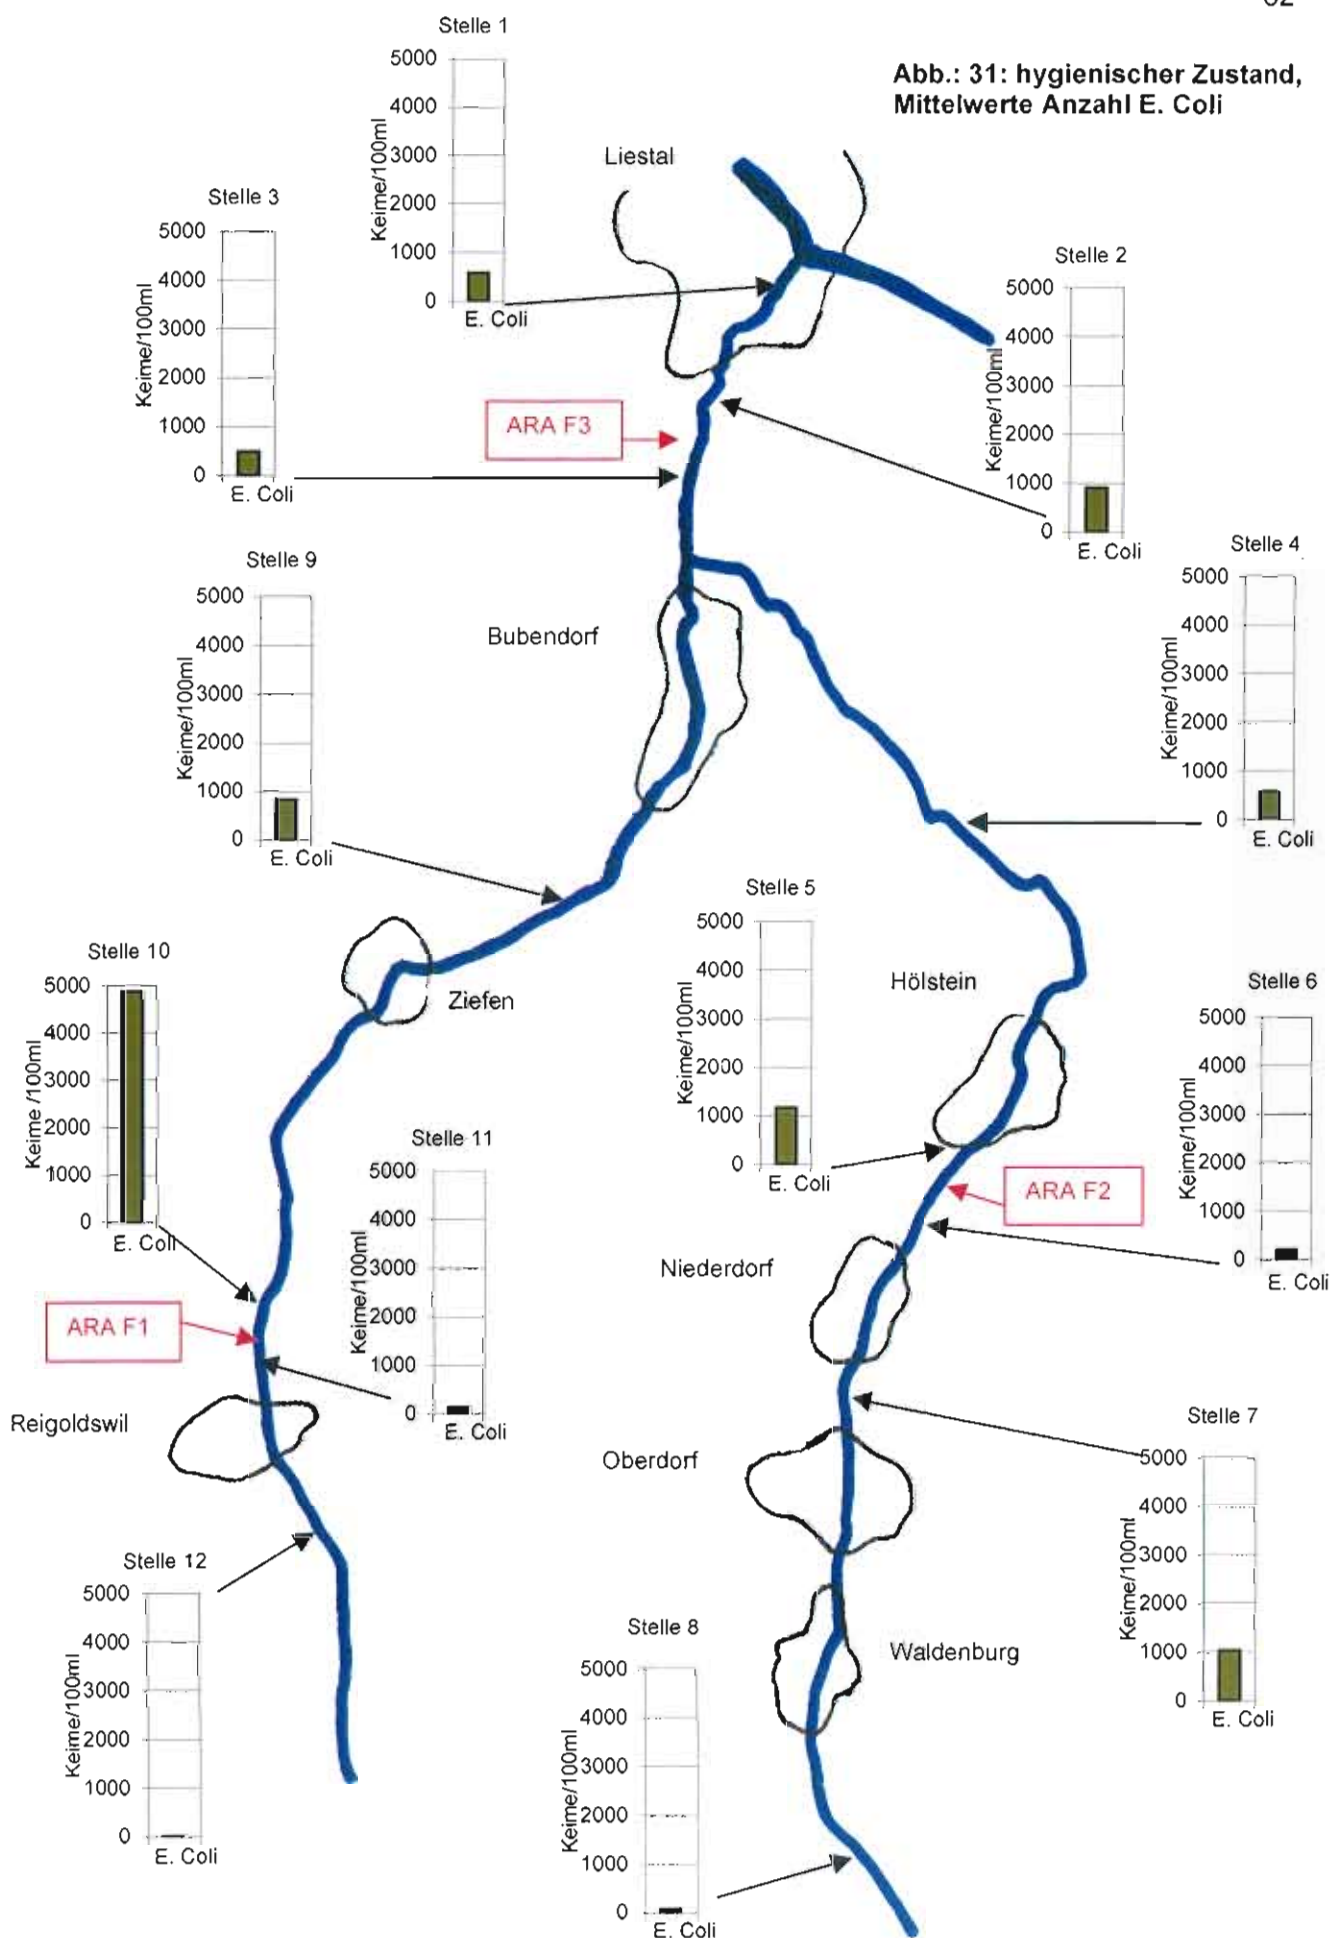 Abb.: 31: hygienischer Zustand,
Mittelwerte Anzahl E. Coli
Stelle 1
5000
4000
3000
2000
1000
0
Keime/100ml
E. Coli
Liestal
Stelle 3
5000
4000
3000
2000
1000
0
Keime/100ml
E. Coli
Stelle 2
5000
4000
3000
2000
1000
0
Keime/100ml
E. Coli
ARA F3
Stelle 9
5000
4000
3000
2000
1000
0
Keime/100ml
E. Coli
Bubendorf
Stelle 4
5000
4000
3000
2000
1000
0
Keime/100ml
E. Coli
Stelle 5
5000
4000
3000
2000
1000
0
Keime/100ml
E. Coli
Stelle 10
5000
4000
3000
2000
1000
0
Keime /100ml
E. Coli
Ziefen
Hölstein
Stelle 6
5000
4000
3000
2000
1000
0
Keime/100ml
E. Coli
Stelle 11
5000
4000
3000
2000
1000
0
Keime/100ml
E. Coli
ARA F2
Niederdorf
ARA F1
Reigoldswil
Oberdorf
Stelle 7
5000
4000
3000
2000
1000
0
Keime/100ml
E. Coli
Stelle 12
5000
4000
3000
2000
1000
0
Keime/100ml
E. Coli
Stelle 8
5000
4000
3000
2000
1000
0
Keime/100ml
E. Coli
Waldenburg